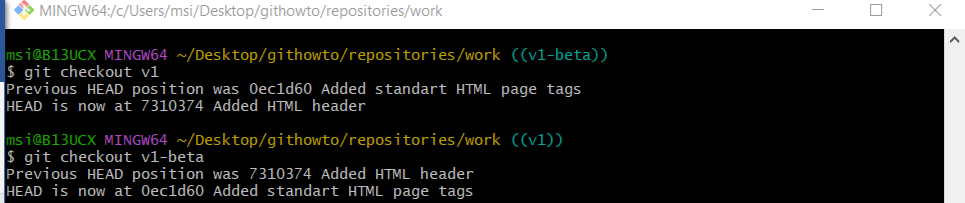 MINGW64:/c/Users/msi/Desktop/githowto/repositories/work
msi@B13UCX MINGW64 ~/Desktop/githowto/repositories/work ((v1-beta))
$ git checkout v1
Previous HEAD position was 0ec1d60 Added standart HTML page tags
HEAD is now at 7310374 Added HTML header
msi@B13UCX MINGW64 ~/Desktop/githowto/repositories/work ((v1))
$ git checkout v1-beta
Previous HEAD position was 7310374 Added HTML header
HEAD is now at 0ec1d60 Added standart HTML page tags